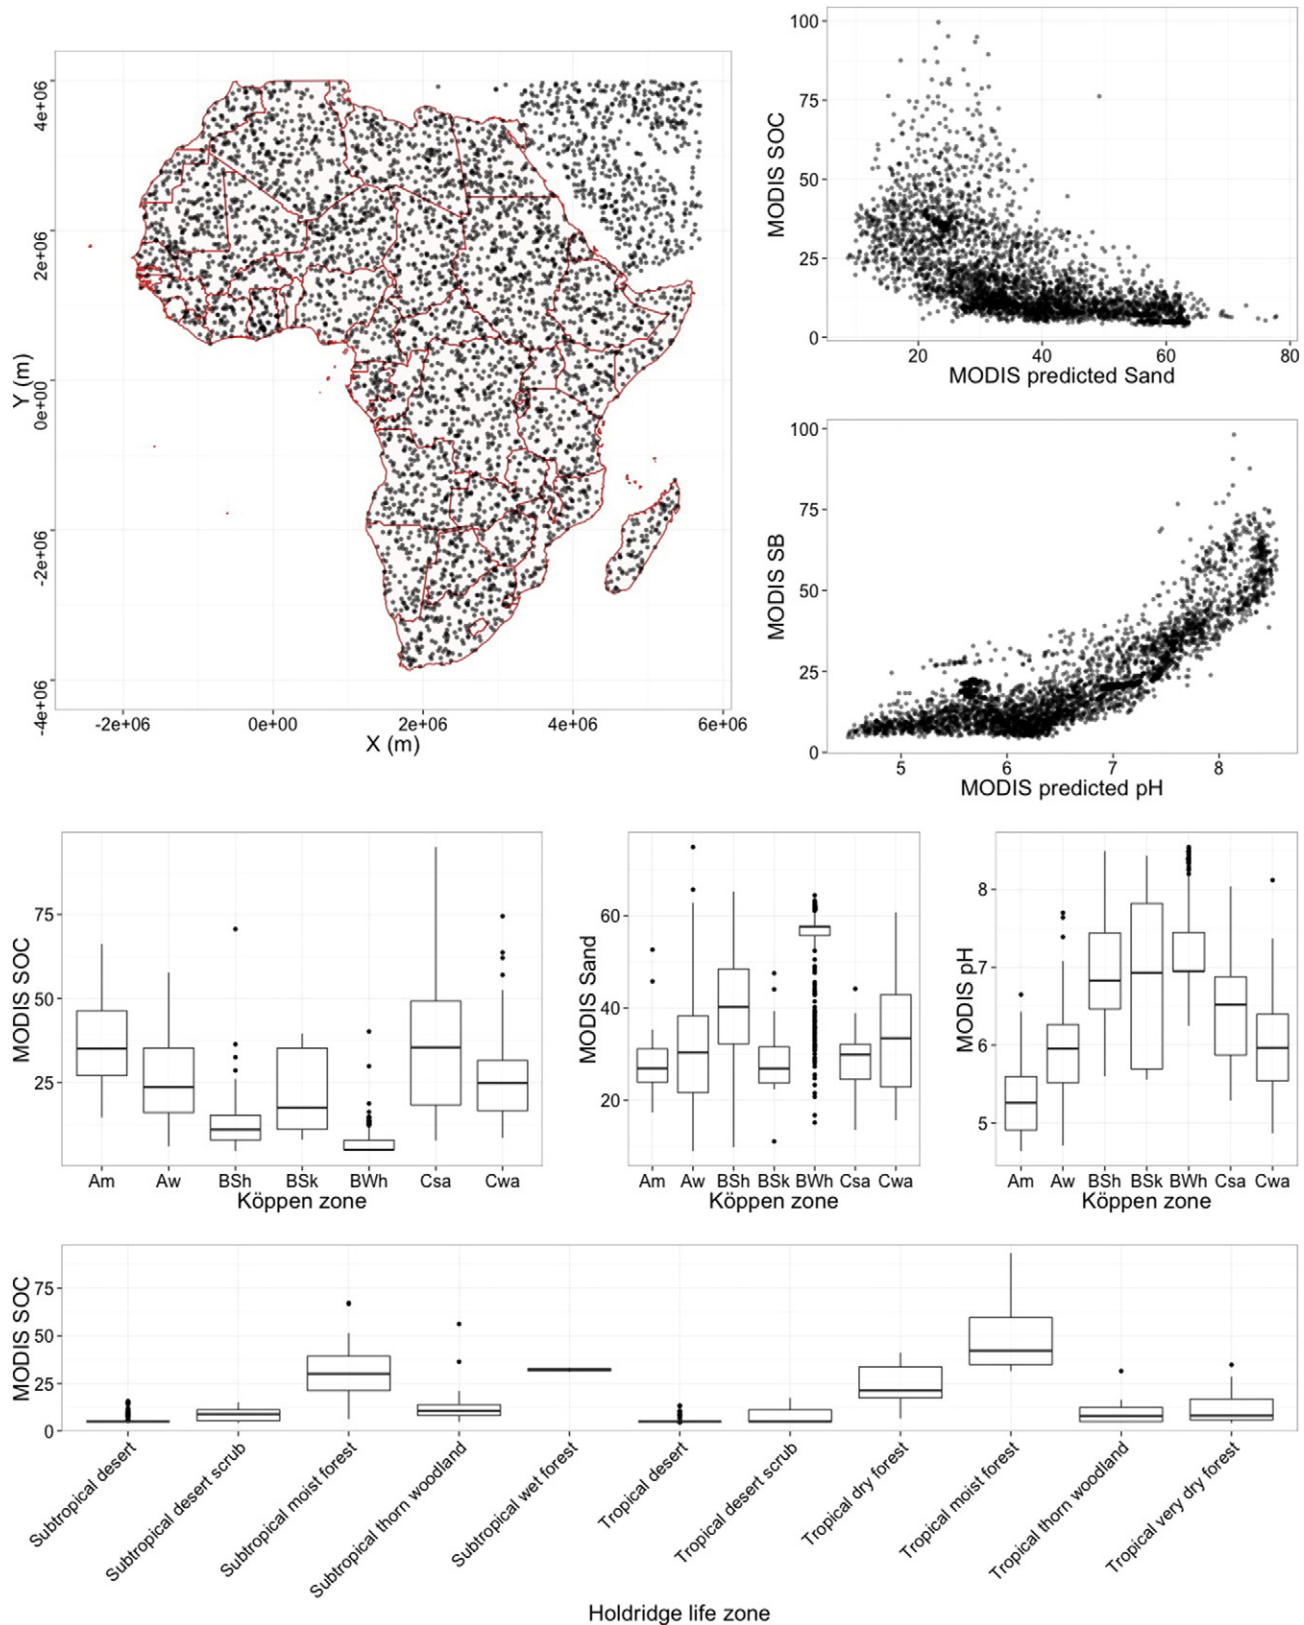 4e+06
2e+06
0e+00
-2e+06
-4e+06
Y (m)
-2e+06 0e+00 2e+06 4e+06 6e+06
X (m)
100
75
50
25
0
MODIS SOC
20 40 60 80
MODIS predicted Sand
100
75
50
25
0
MODIS SB
5 6 7 8
MODIS predicted pH
75
50
25
MODIS SOC
Am Aw BSh BSk BWh Csa Cwa
Köppen zone
60
40
20
MODIS Sand
Am Aw BSh BSk BWh Csa Cwa
Köppen zone
8
7
6
5
MODIS pH
Am Aw BSh BSk BWh Csa Cwa
Köppen zone
75
50
25
0
MODIS SOC
Subtropical desert
Subtropical desert scrub
Subtropical moist forest
Subtropical thorn woodland
Subtropical wet forest
Tropical desert
Tropical desert scrub
Tropical dry forest
Tropical moist forest
Tropical thorn woodland
Tropical very dry forest
Holdridge life zone